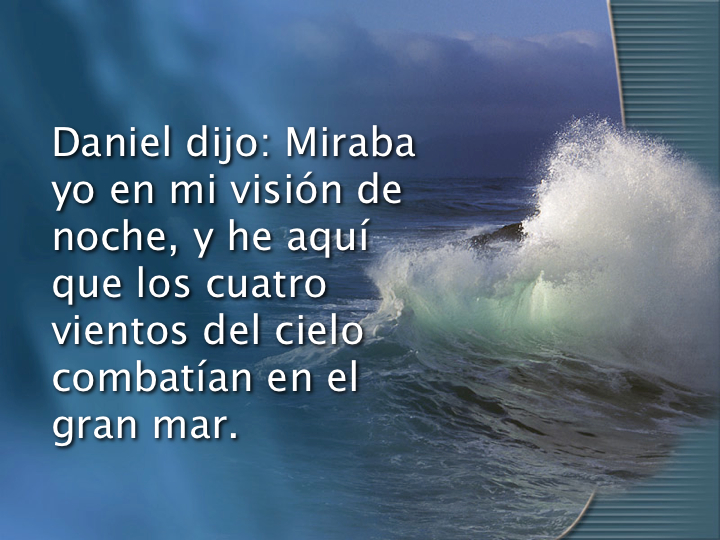 Daniel dijo: Miraba
yo en mi visión de
noche, y he aquí
que los cuatro
vientos del cielo
combatían en el
gran mar.